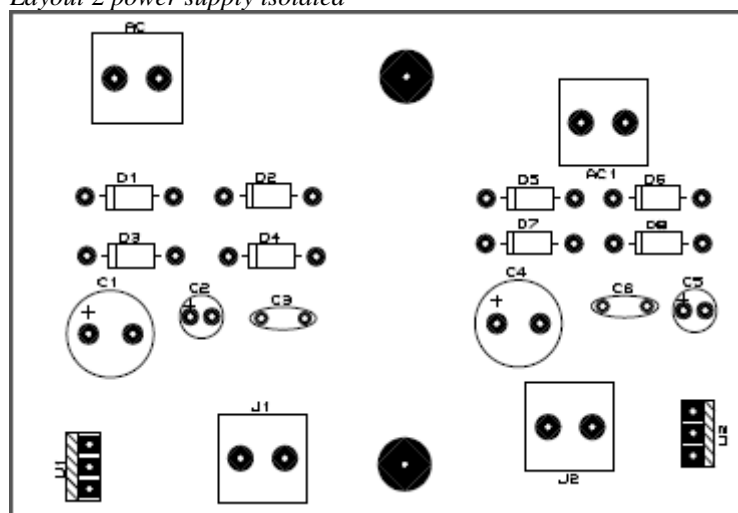 Layout 2 power supply isolated
AC
AC1
D1
D2
D5
D6
D3
D4
D7
D8
C1
C2
C3
C4
C6
C5
+
+
+
+
J1
J2
U1
U2